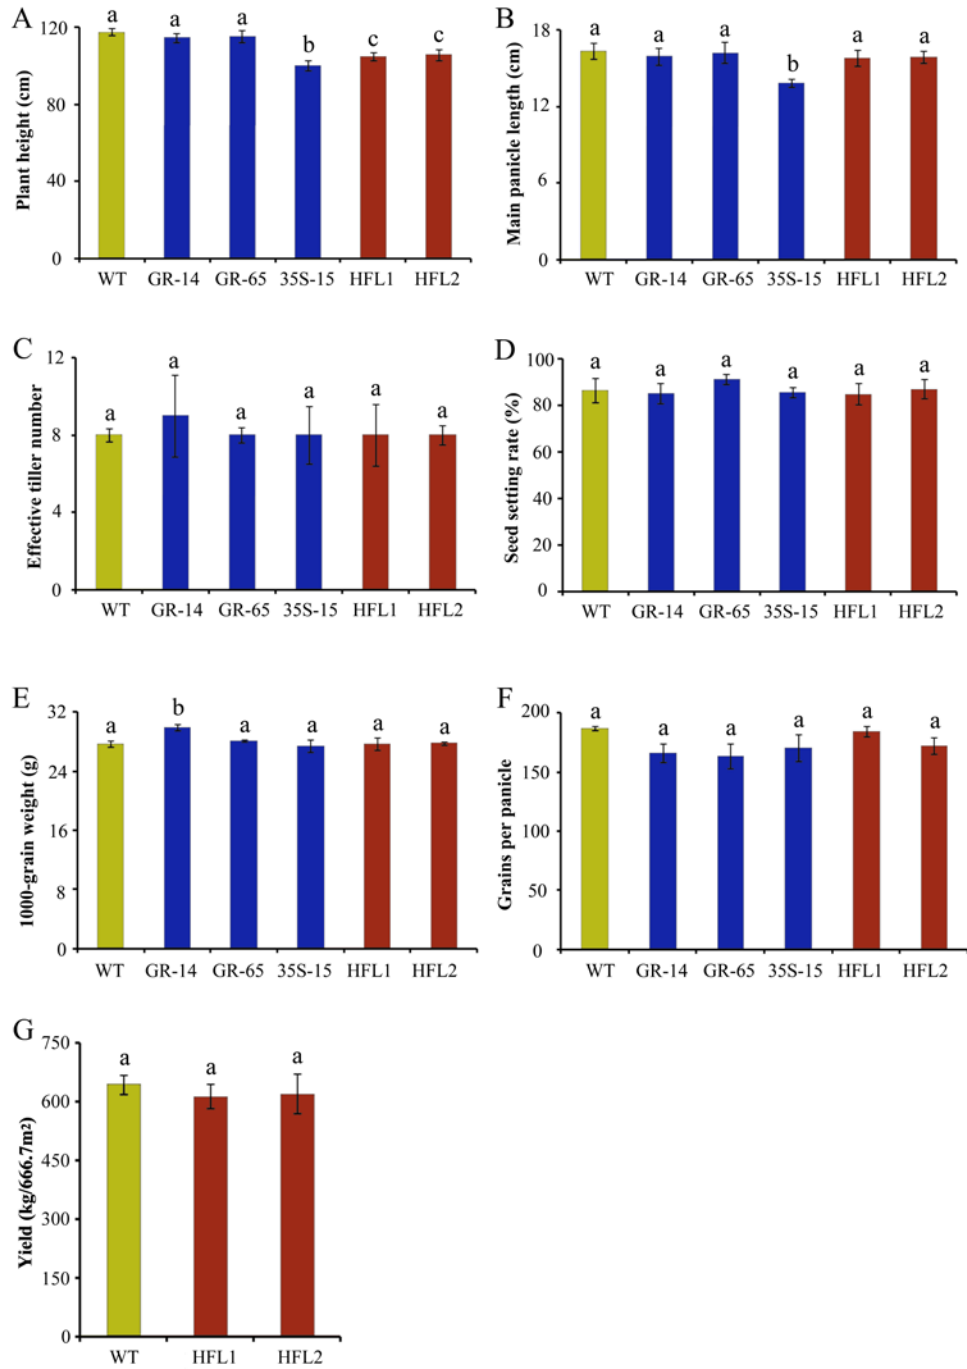 A
Plant height (cm)
120
80
40
0
a a a b c c
WT GR-14 GR-65 35S-15 HFL1 HFL2
B
Main panicle length (cm)
18
12
6
0
a a a b a a
WT GR-14 GR-65 35S-15 HFL1 HFL2
C
Effective tiller number
12
8
4
0
a a a a a a
WT GR-14 GR-65 35S-15 HFL1 HFL2
D
Seed setting rate (%)
100
80
60
40
20
0
a a a a a a
WT GR-14 GR-65 35S-15 HFL1 HFL2
E
1000-grain weight (g)
32
24
16
8
0
a b a a a a
WT GR-14 GR-65 35S-15 HFL1 HFL2
F
Grains per panicle
200
150
100
50
0
a a a a a a
WT GR-14 GR-65 35S-15 HFL1 HFL2
G
Yield (kg/666.7m²)
750
600
450
300
150
0
a a a
WT HFL1 HFL2